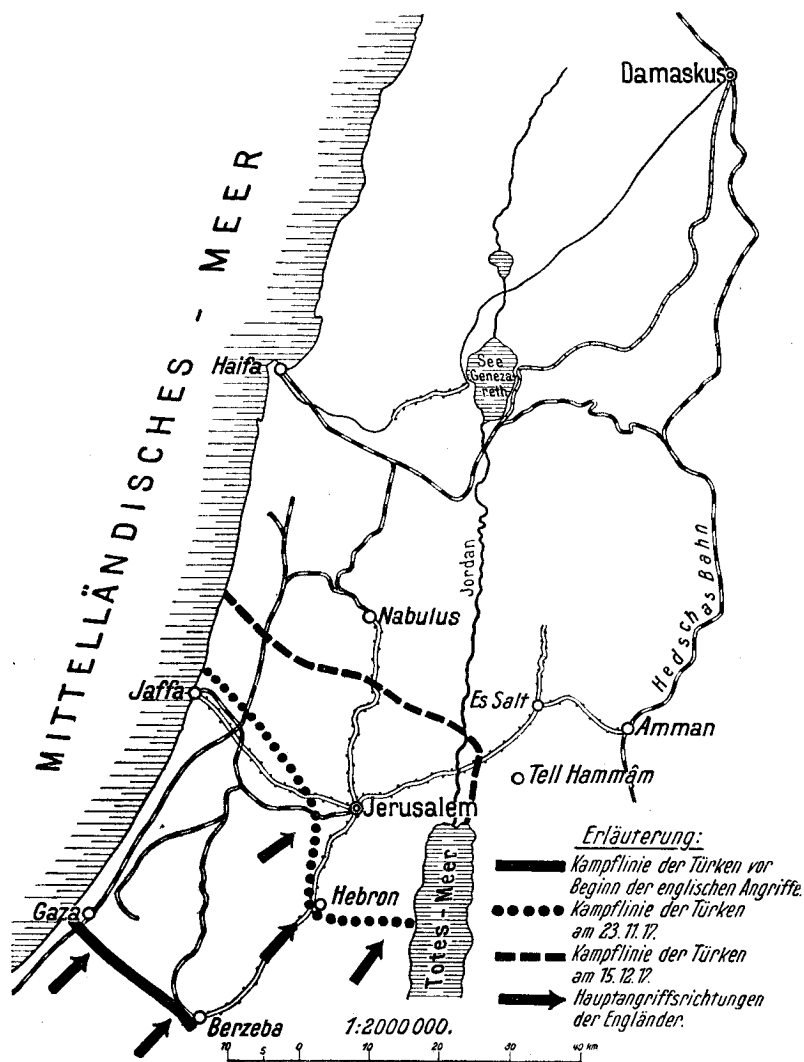 Damaskus
MITTELLÄNDISCHES - MEER
Haifa
See
Geneza-
reth
Jordan
Hedschas Bahn
Nabulus
Jaffa
Es Salt
Amman
Tell Hammâm
Jerusalem
Erläuterung:
Kampflinie der Türken vor
Beginn der englischen Angriffe.
Hebron
Gaza
Kampflinie der Türken
am 23.11.17.
Totes - Meer
Kampflinie der Türken
am 15.12.17.
Hauptangriffsrichtungen
der Engländer.
Berzeba
1:2000000.
10 5 0 10 20 30 40 km